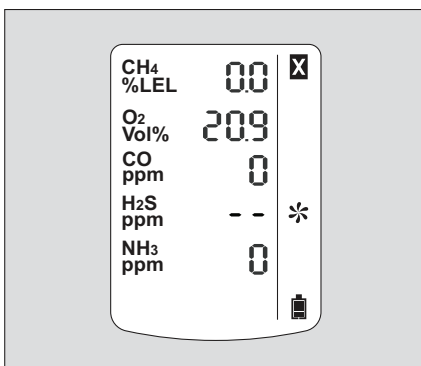 CH4 0.0 X
%LEL
O2 20.9
Vol%
CO 0
ppm
H2S - -
ppm
NH3 0
ppm